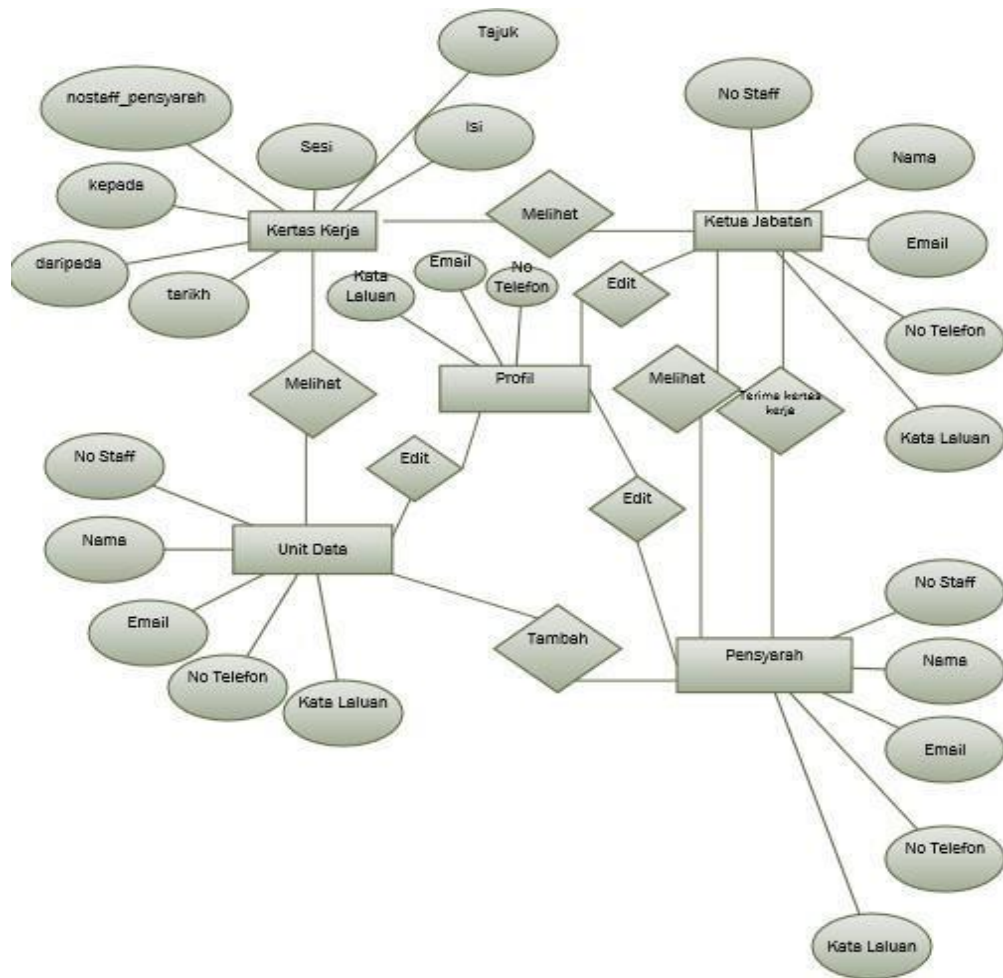 Tajuk
nostaff_pensyarah
No Staff
Sesi
Isi
Nama
kepada
Melihat
Kertas Kerja
Ketua Jabatan
Email
daripada
Email
No
Telefon
Kata
Laluan
Edit
tarikh
No Telefon
Melihat
Profil
Melihat
Terima kertas
kerja
Kata Laluan
No Staff
Edit
Edit
Nama
Unit Data
No Staff
Email
Tambah
Pensyarah
Nama
No Telefon
Kata Laluan
Email
No Telefon
Kata Laluan